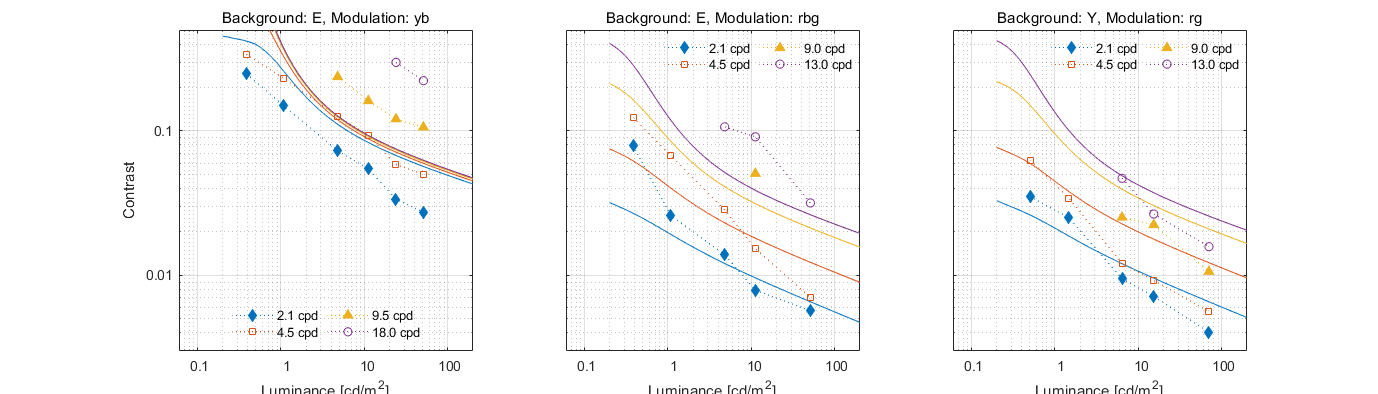 Background: E, Modulation: yb
Contrast
0.1
0.01
2.1 cpd 9.5 cpd
4.5 cpd 18.0 cpd
0.1 1 10 100
Luminance [cd/m²]
Background: E, Modulation: rbg
2.1 cpd 9.0 cpd
4.5 cpd 13.0 cpd
0.1 1 10 100
Luminance [cd/m²]
Background: Y, Modulation: rg
2.1 cpd 9.0 cpd
4.5 cpd 13.0 cpd
0.1 1 10 100
Luminance [cd/m²]